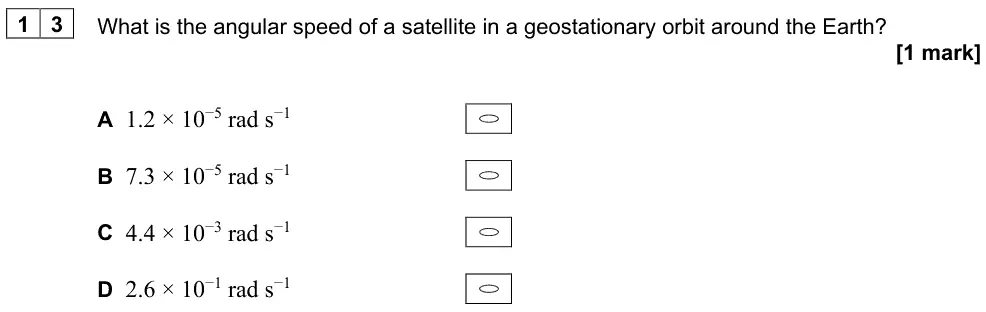 1 3 What is the angular speed of a satellite in a geostationary orbit around the Earth?
[1 mark]
A 1.2 × 10⁻⁵ rad s⁻¹
B 7.3 × 10⁻⁵ rad s⁻¹
C 4.4 × 10⁻³ rad s⁻¹
D 2.6 × 10⁻¹ rad s⁻¹